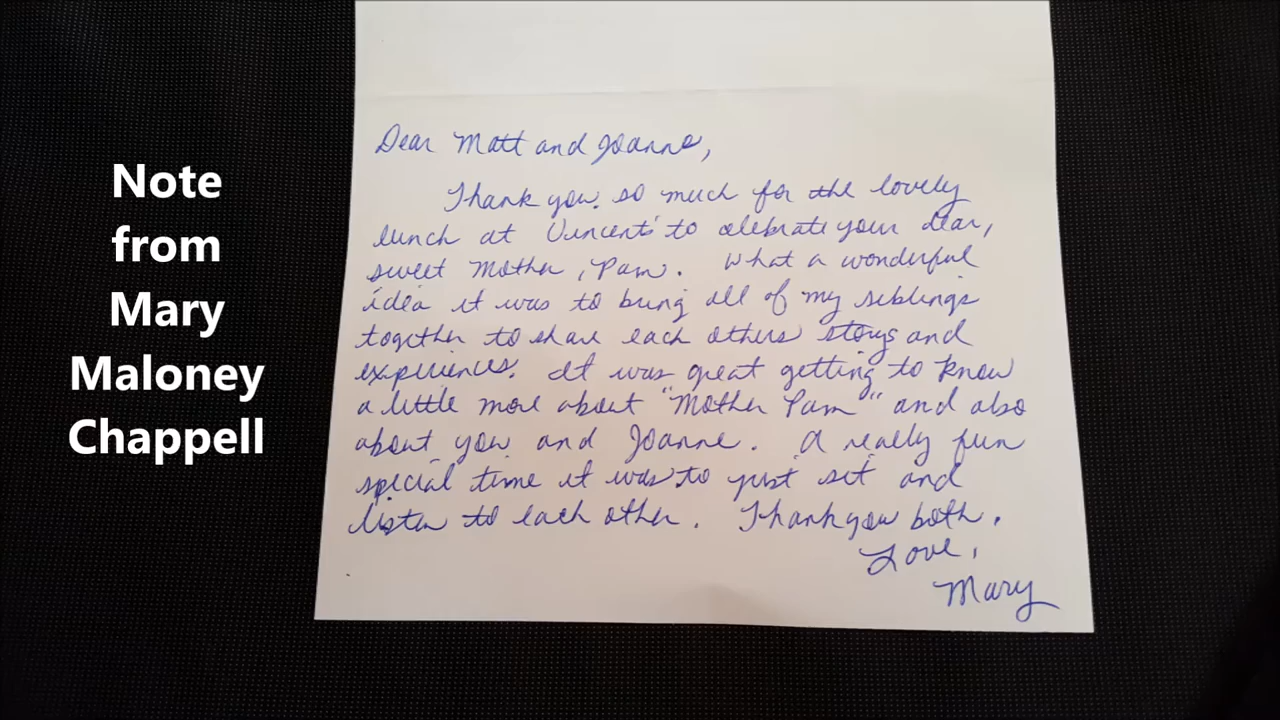 Note
from
Mary
Maloney
Chappell
Dear Matt and Joanne,
Thank you so much for the lovely
lunch at Vincent's to celebrate your dear,
sweet Mother, Pam. What a wonderful
idea it was to bring all of my siblings
together to share each others storys and
experiences. It was great getting to know
a little more about "Mother Pam" and also
about you and Joanne. A really fun
special time it was to just sit and
listen to each other. Thank you both.
Love,
Mary